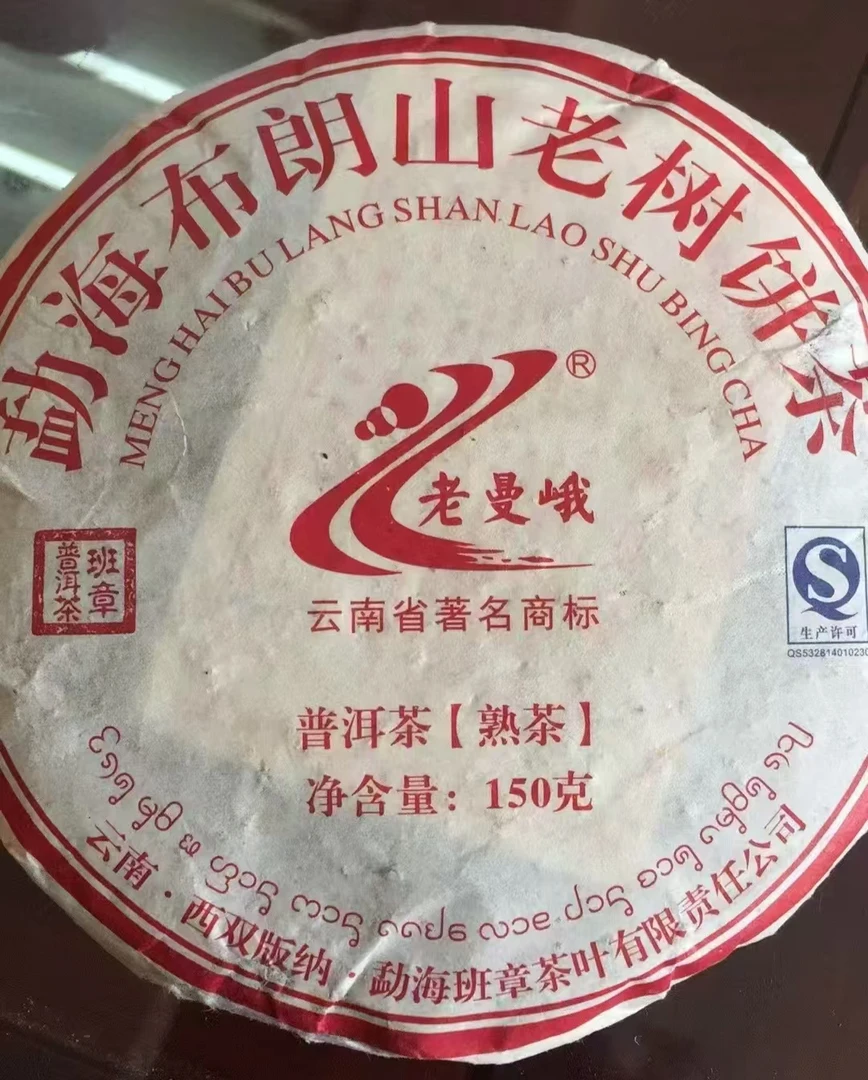 勐海布朗山老树饼茶
MENG HAI BU LANG SHAN LAO SHU BING CHA
®
老曼峨
云南省著名商标
班章
普洱茶
生产许可
QS532814010230
普洱茶【熟茶】
净含量：150克
云南·西双版纳·勐海班章茶叶有限责任公司